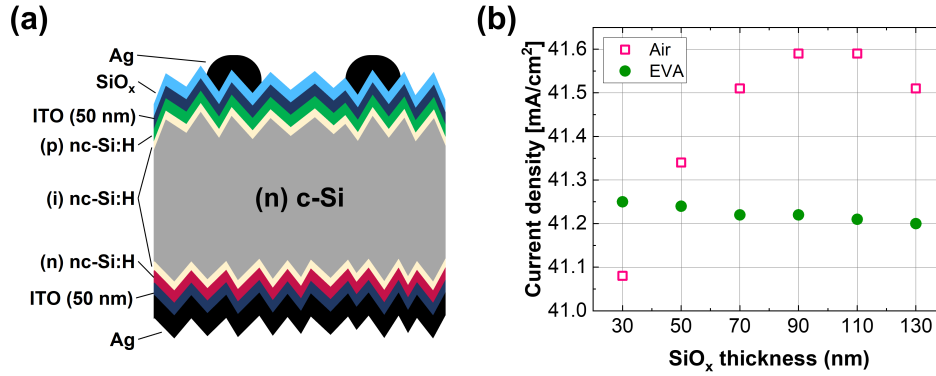 (a)
Ag
SiOₓ
ITO (50 nm)
(p) nc-Si:H
(i) nc-Si:H
(n) nc-Si:H
ITO (50 nm)
Ag
(n) c-Si
(b)
Current density [mA/cm²]
41.6
41.5
41.4
41.3
41.2
41.1
41.0
Air
EVA
30 50 70 90 110 130
SiOₓ thickness (nm)